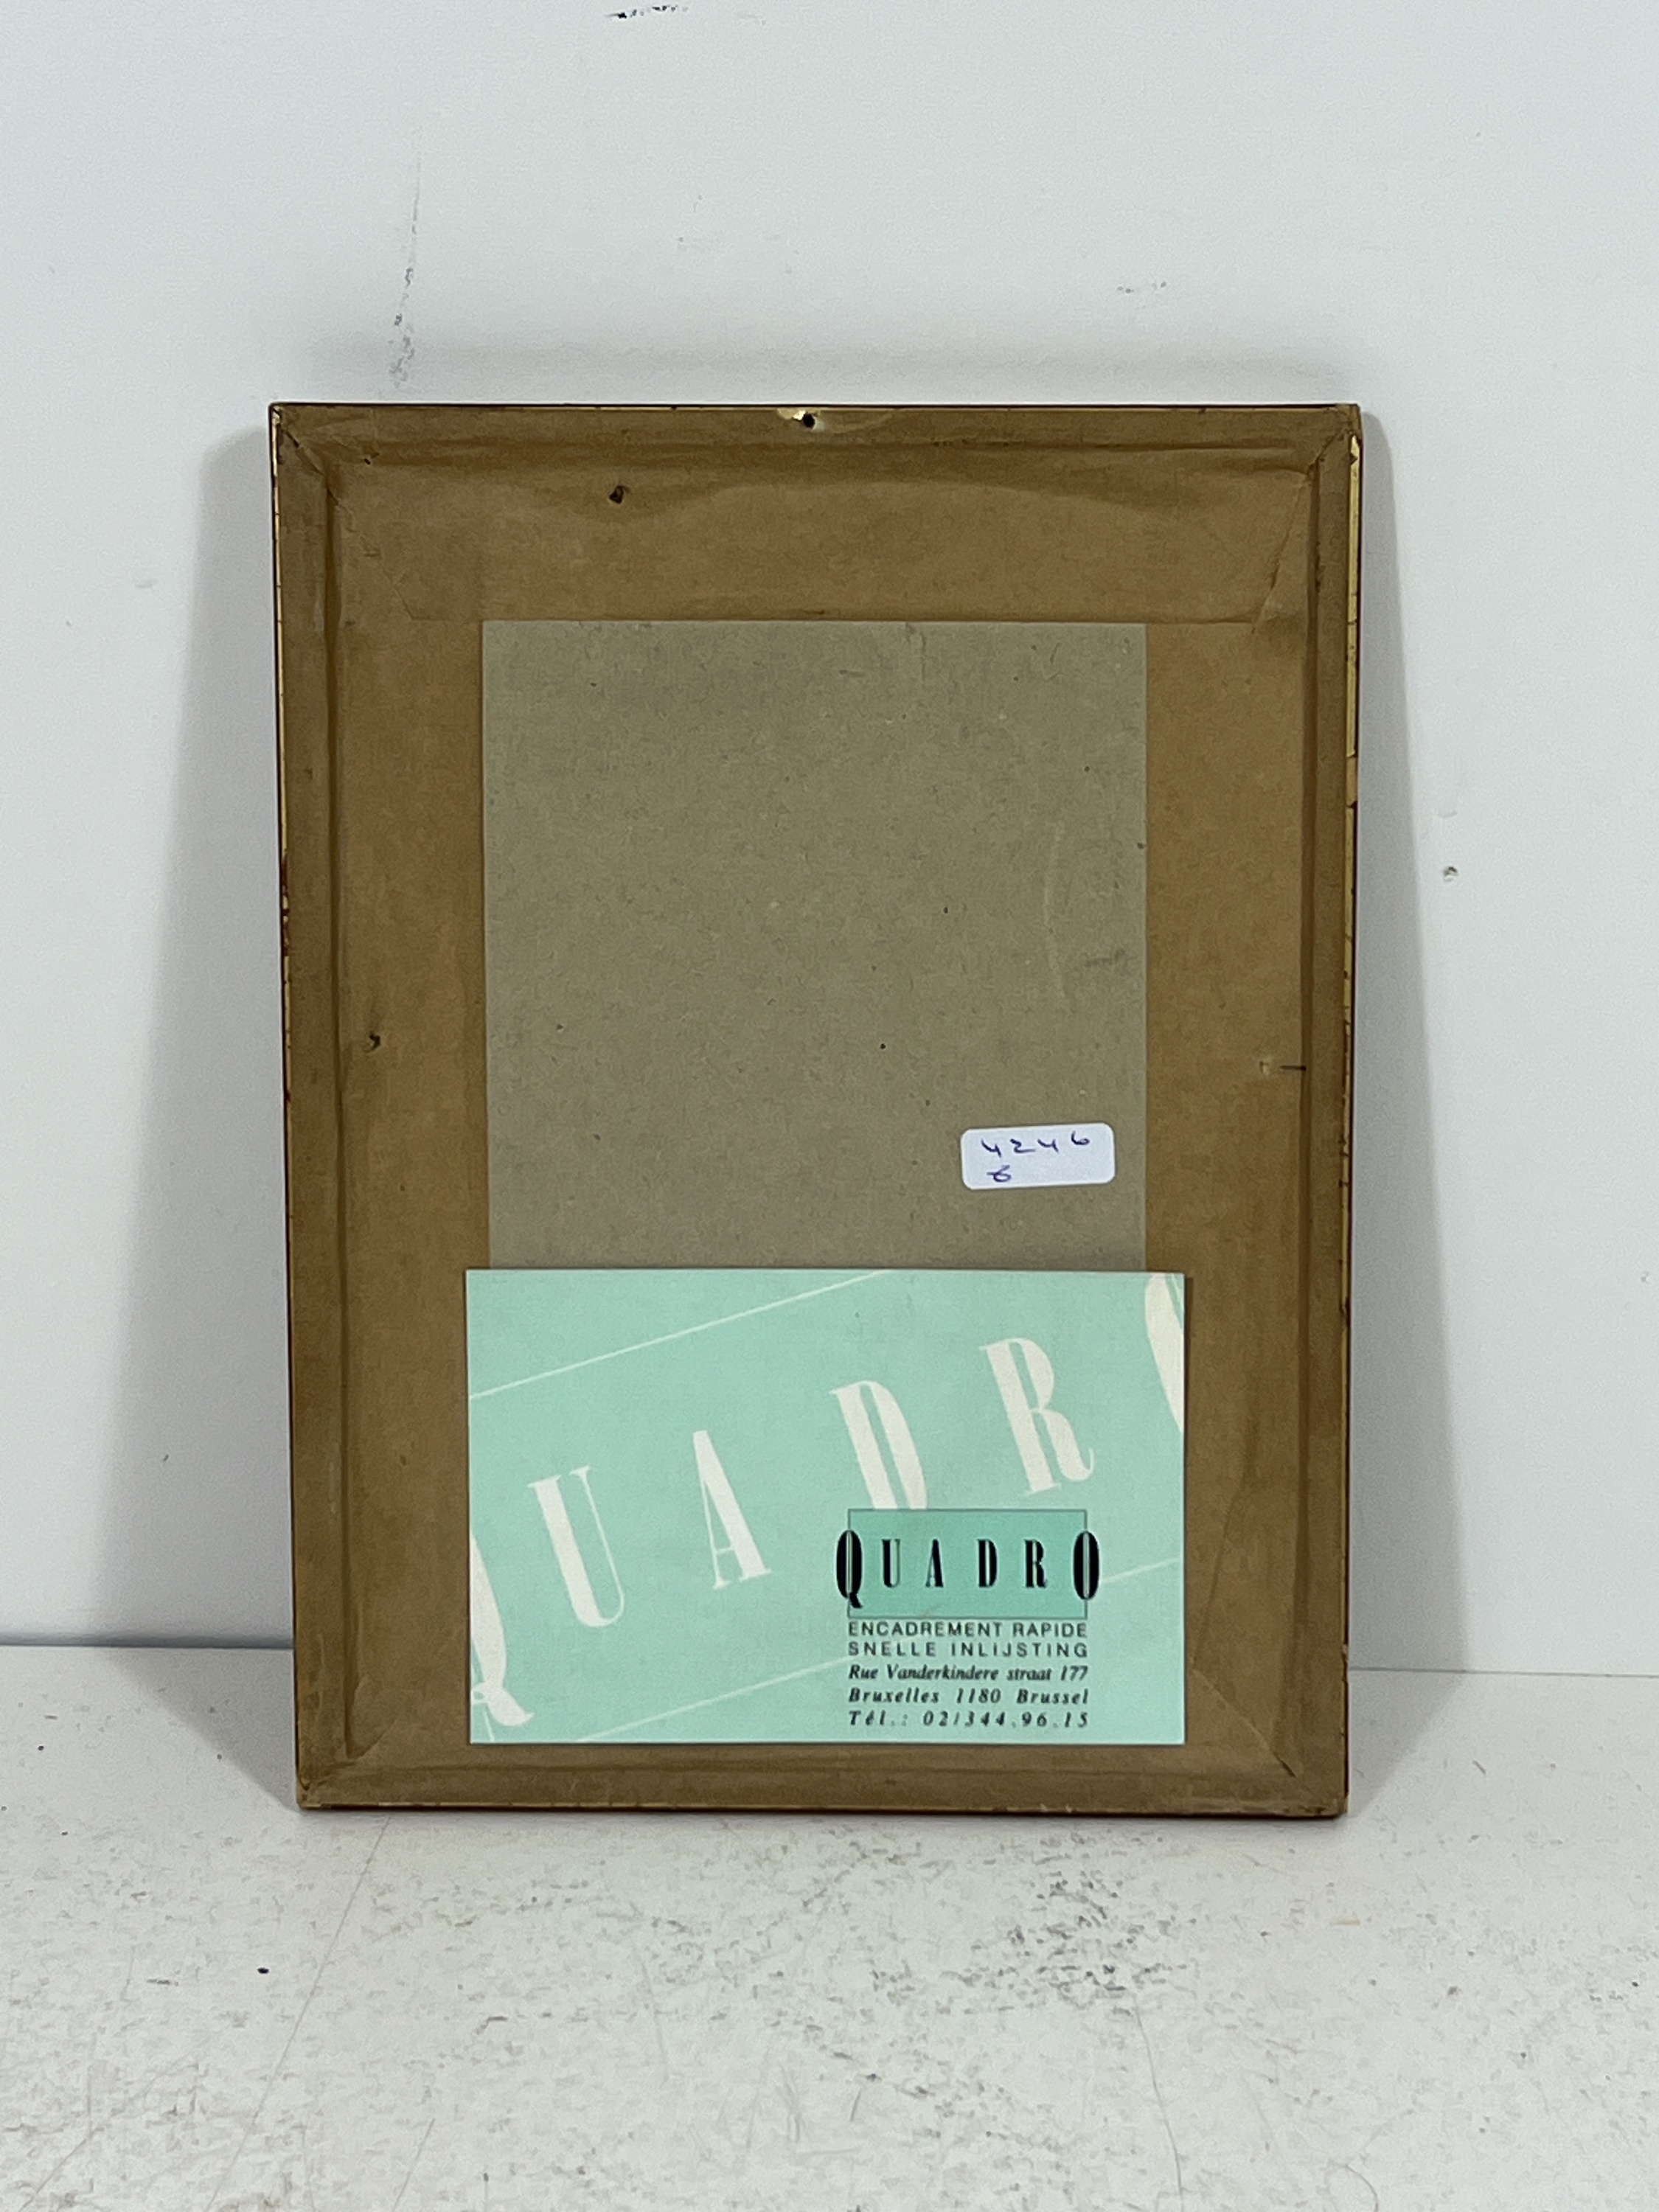 4246
6
QUADRO
QUADRO
ENCADREMENT RAPIDE
SNELLE INLIJSTING
Rue Vanderkindere straat 177
Bruxelles 1180 Brussel
Tél.: 02/344.96.15